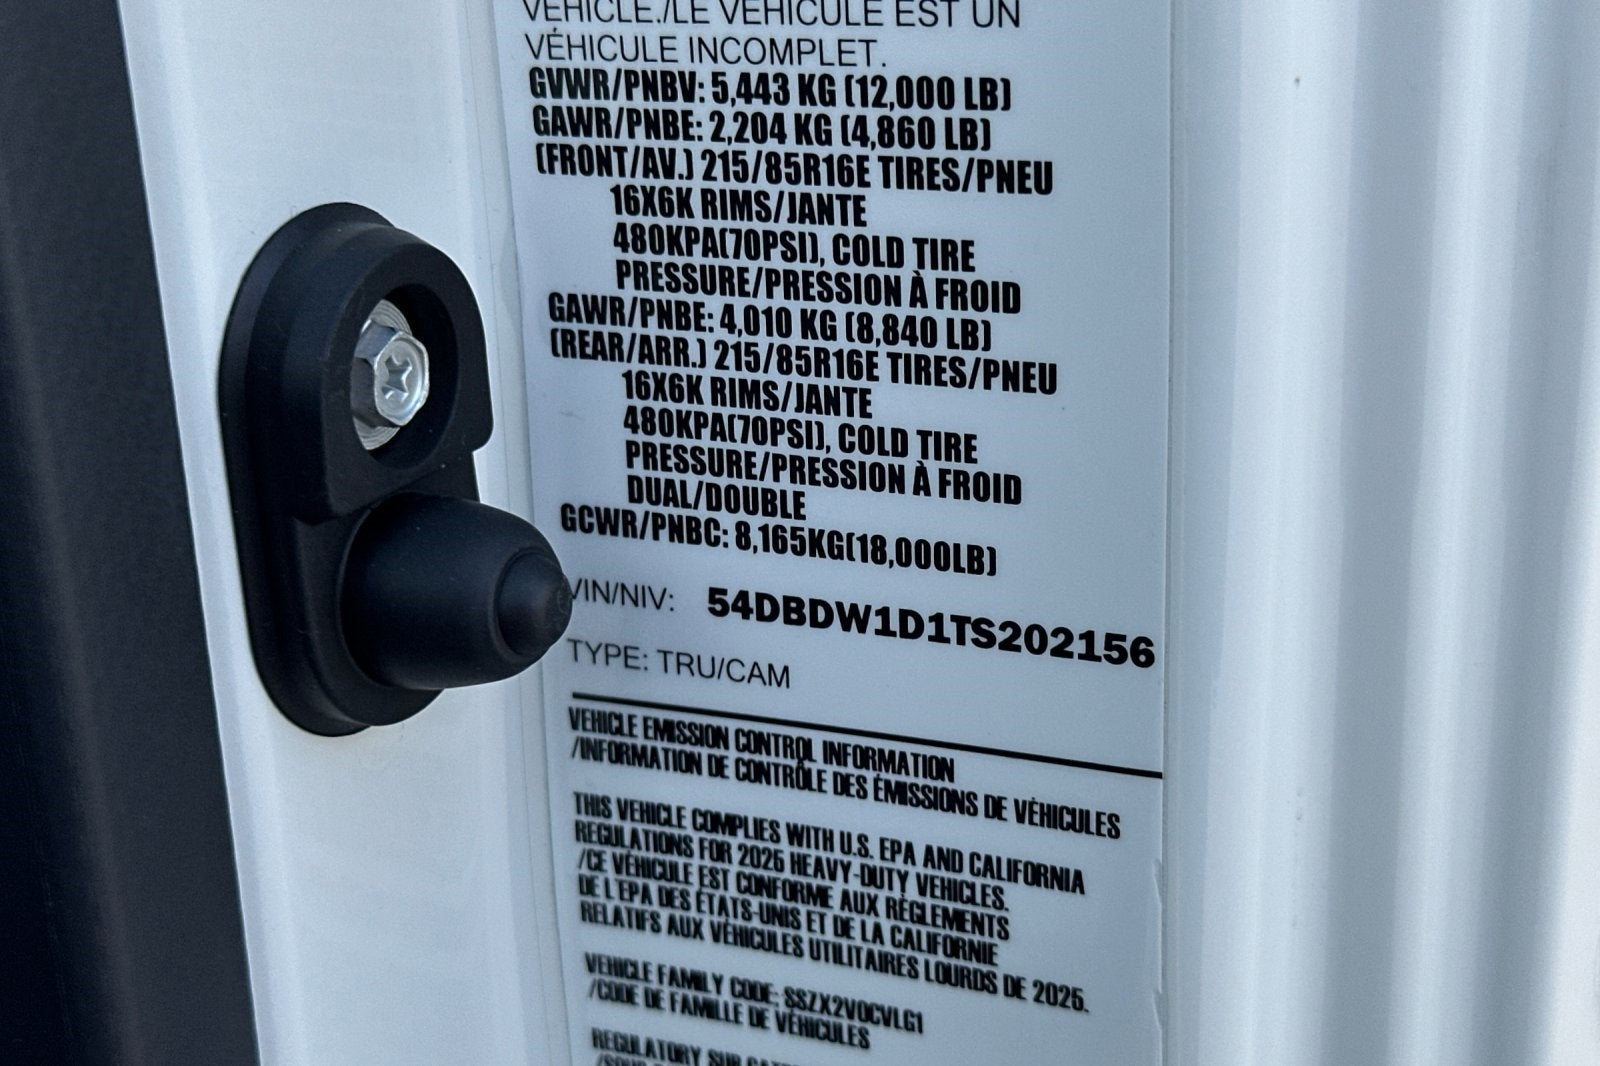 VEHICLE./LE VÉHICULE EST UN
VÉHICULE INCOMPLET.
GVWR/PNBV: 5,443 KG (12,000 LB)
GAWR/PNBE: 2,204 KG (4,860 LB)
(FRONT/AV.) 215/85R16E TIRES/PNEU
16X6K RIMS/JANTE
480KPA(70PSI), COLD TIRE
PRESSURE/PRESSION À FROID
GAWR/PNBE: 4,010 KG (8,840 LB)
(REAR/ARR.) 215/85R16E TIRES/PNEU
16X6K RIMS/JANTE
480KPA(70PSI), COLD TIRE
PRESSURE/PRESSION À FROID
DUAL/DOUBLE
GCWR/PNBC: 8,165KG(18,000LB)
VIN/NIV: 54DBDW1D1TS202156
TYPE: TRU/CAM
VEHICLE EMISSION CONTROL INFORMATION
/INFORMATION DE CONTRÔLE DES ÉMISSIONS DE VÉHICULES
THIS VEHICLE COMPLIES WITH U.S. EPA AND CALIFORNIA
REGULATIONS FOR 2025 HEAVY-DUTY VEHICLES.
/CE VÉHICULE EST CONFORME AUX RÉGLEMENTS
DE L'EPA DES ÉTATS-UNIS ET DE LA CALIFORNIE
RELATIFS AUX VÉHICULES UTILITAIRES LOURDS DE 2025.
VEHICLE FAMILY CODE: SSZX2VOCVLG1
/CODE DE FAMILLE DE VÉHICULES
REGULATORY SUB